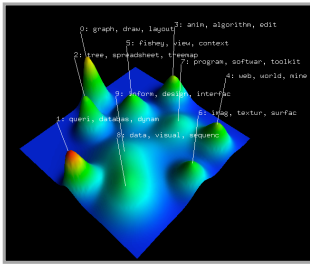 3: anim, algorithm, edit
0: graph, draw, layout
5: fishey, view, context
2: tree, spreadsheet, treemap
7: program, softwar, toolkit
4: web, world, mine
9: inform, design, interfac
6: imag, textur, surfac
1: queri, databas, dynam
8: data, visual, sequenc